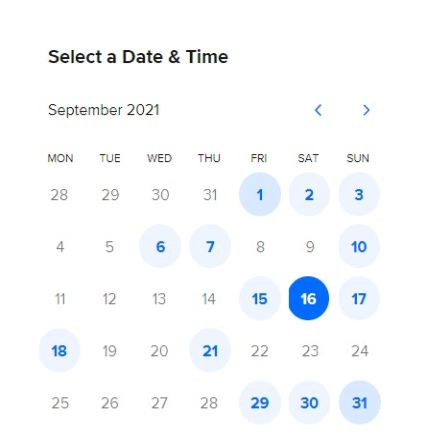 Select a Date & Time
September 2021
MON TUE WED THU FRI SAT SUN
28 29 30 31 1 2 3
4 5 6 7 8 9 10
11 12 13 14 15 16 17
18 19 20 21 22 23 24
25 26 27 28 29 30 31